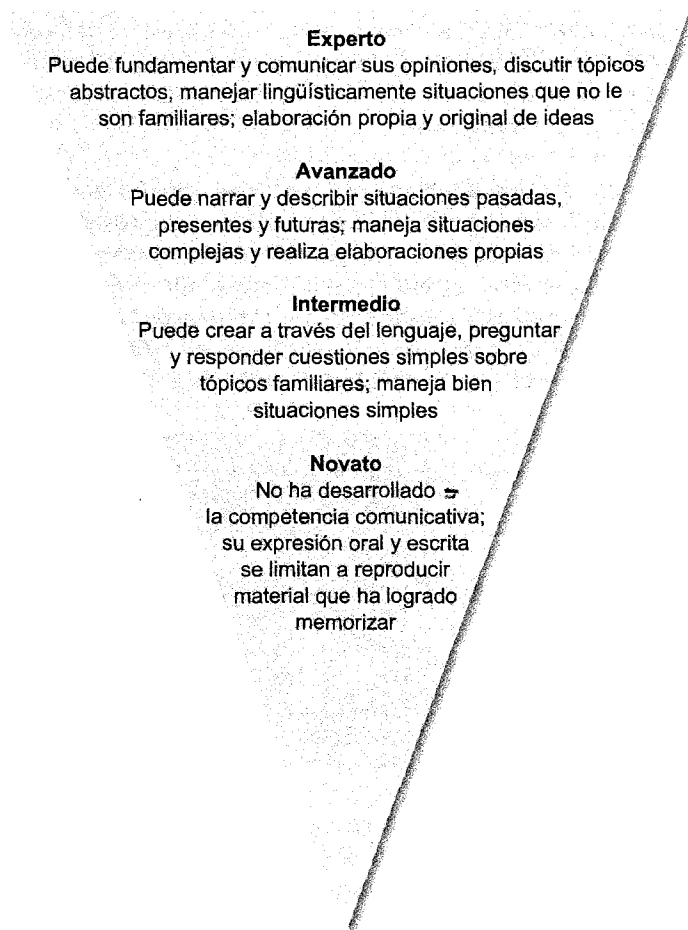 Experto
Puede fundamentar y comunicar sus opiniones, discutir tópicos
abstractos, manejar lingüísticamente situaciones que no le
son familiares; elaboración propia y original de ideas
Avanzado
Puede narrar y describir situaciones pasadas,
presentes y futuras; maneja situaciones
complejas y realiza elaboraciones propias
Intermedio
Puede crear a través del lenguaje, preguntar
y responder cuestiones simples sobre
tópicos familiares; maneja bien
situaciones simples
Novato
No ha desarrollado
la competencia comunicativa;
su expresión oral y escrita
se limitan a reproducir
material que ha logrado
memorizar